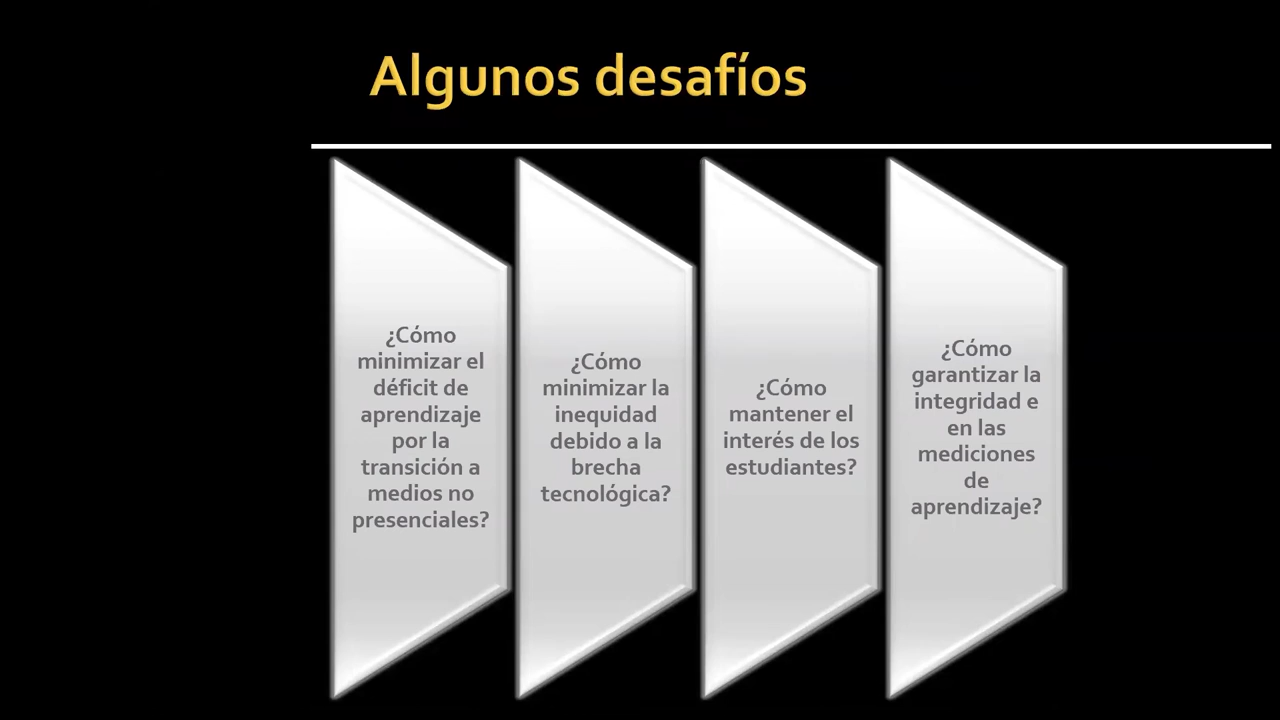 Algunos desafíos
¿Cómo
minimizar el
déficit de
aprendizaje
por la
transición a
medios no
presenciales?
¿Cómo
minimizar la
inequidad
debido a la
brecha
tecnológica?
¿Cómo
mantener el
interés de los
estudiantes?
¿Cómo
garantizar la
integridad e
en las
mediciones
de
aprendizaje?